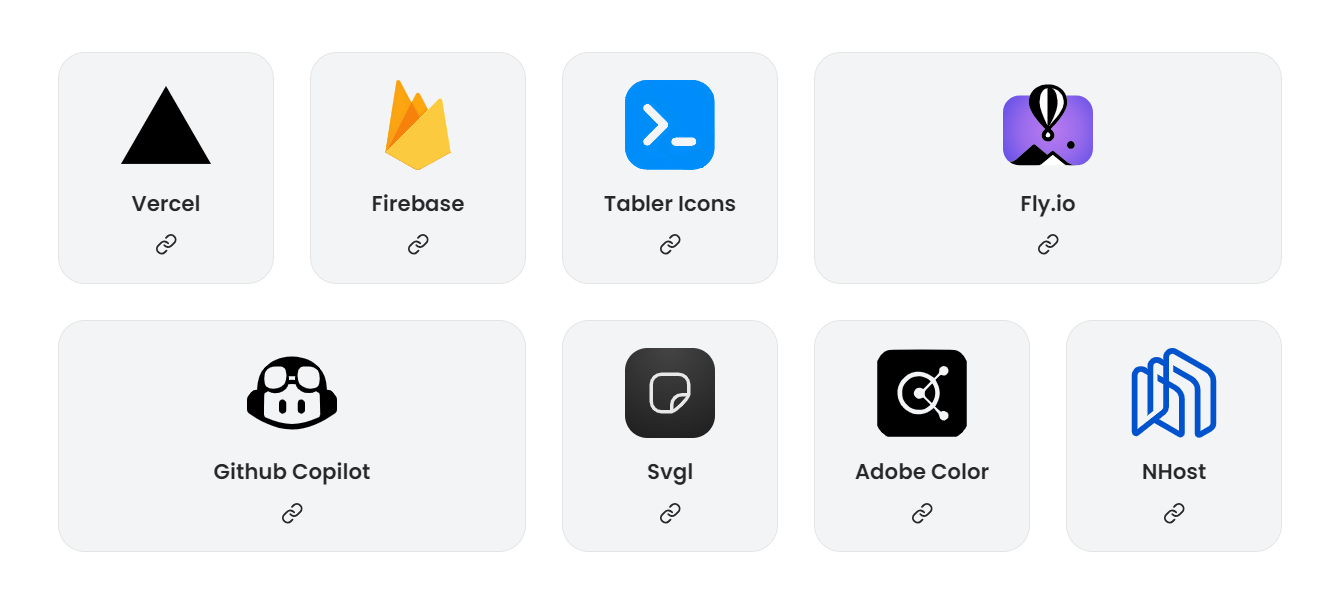 Vercel
Firebase
Tabler Icons
Fly.io
Github Copilot
Svgl
Adobe Color
NHost